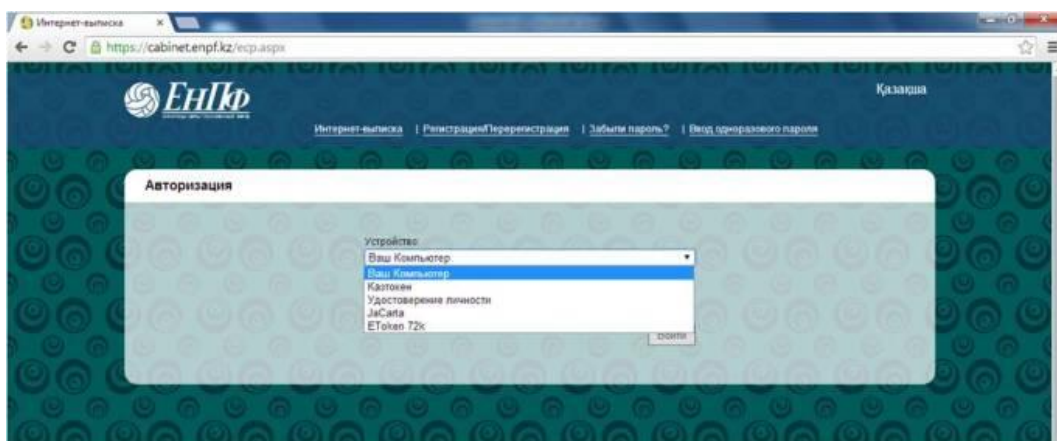 Интернет-выписка
https://cabinet.enpf.kz/ecp.aspx
ЕНПФ
Қазақша
Интернет-выписка | Регистрация/Перерегистрация | Забыли пароль? | Ввод одноразового пароля
Авторизация
Устройство
Ваш Компьютер
Ваш Компьютер
Казтокен
Удостоверение личности
JaCarta
EToken 72k
Войти